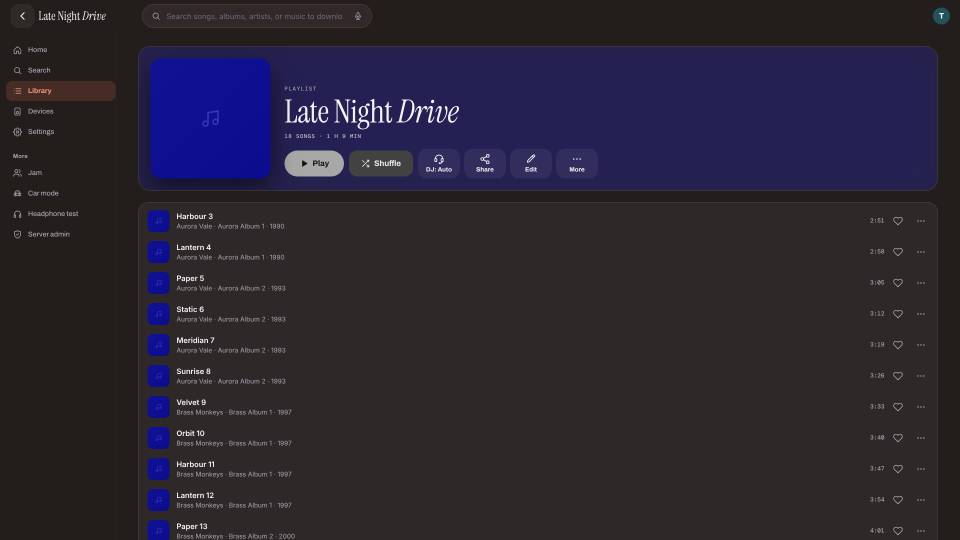 Late Night Drive
Search songs, albums, artists, or music to downlo
T
Home
Search
Library
Devices
Settings
More
Jam
Car mode
Headphone test
Server admin
PLAYLIST
Late Night Drive
18 SONGS · 1 H 9 MIN
Play
Shuffle
DJ: Auto
Share
Edit
More
Harbour 3
Aurora Vale · Aurora Album 1 · 1990
2:51
Lantern 4
Aurora Vale · Aurora Album 1 · 1990
2:58
Paper 5
Aurora Vale · Aurora Album 2 · 1993
3:05
Static 6
Aurora Vale · Aurora Album 2 · 1993
3:12
Meridian 7
Aurora Vale · Aurora Album 2 · 1993
3:19
Sunrise 8
Aurora Vale · Aurora Album 2 · 1993
3:26
Velvet 9
Brass Monkeys · Brass Album 1 · 1997
3:33
Orbit 10
Brass Monkeys · Brass Album 1 · 1997
3:40
Harbour 11
Brass Monkeys · Brass Album 1 · 1997
3:47
Lantern 12
Brass Monkeys · Brass Album 1 · 1997
3:54
Paper 13
Brass Monkeys · Brass Album 2 · 2000
4:01